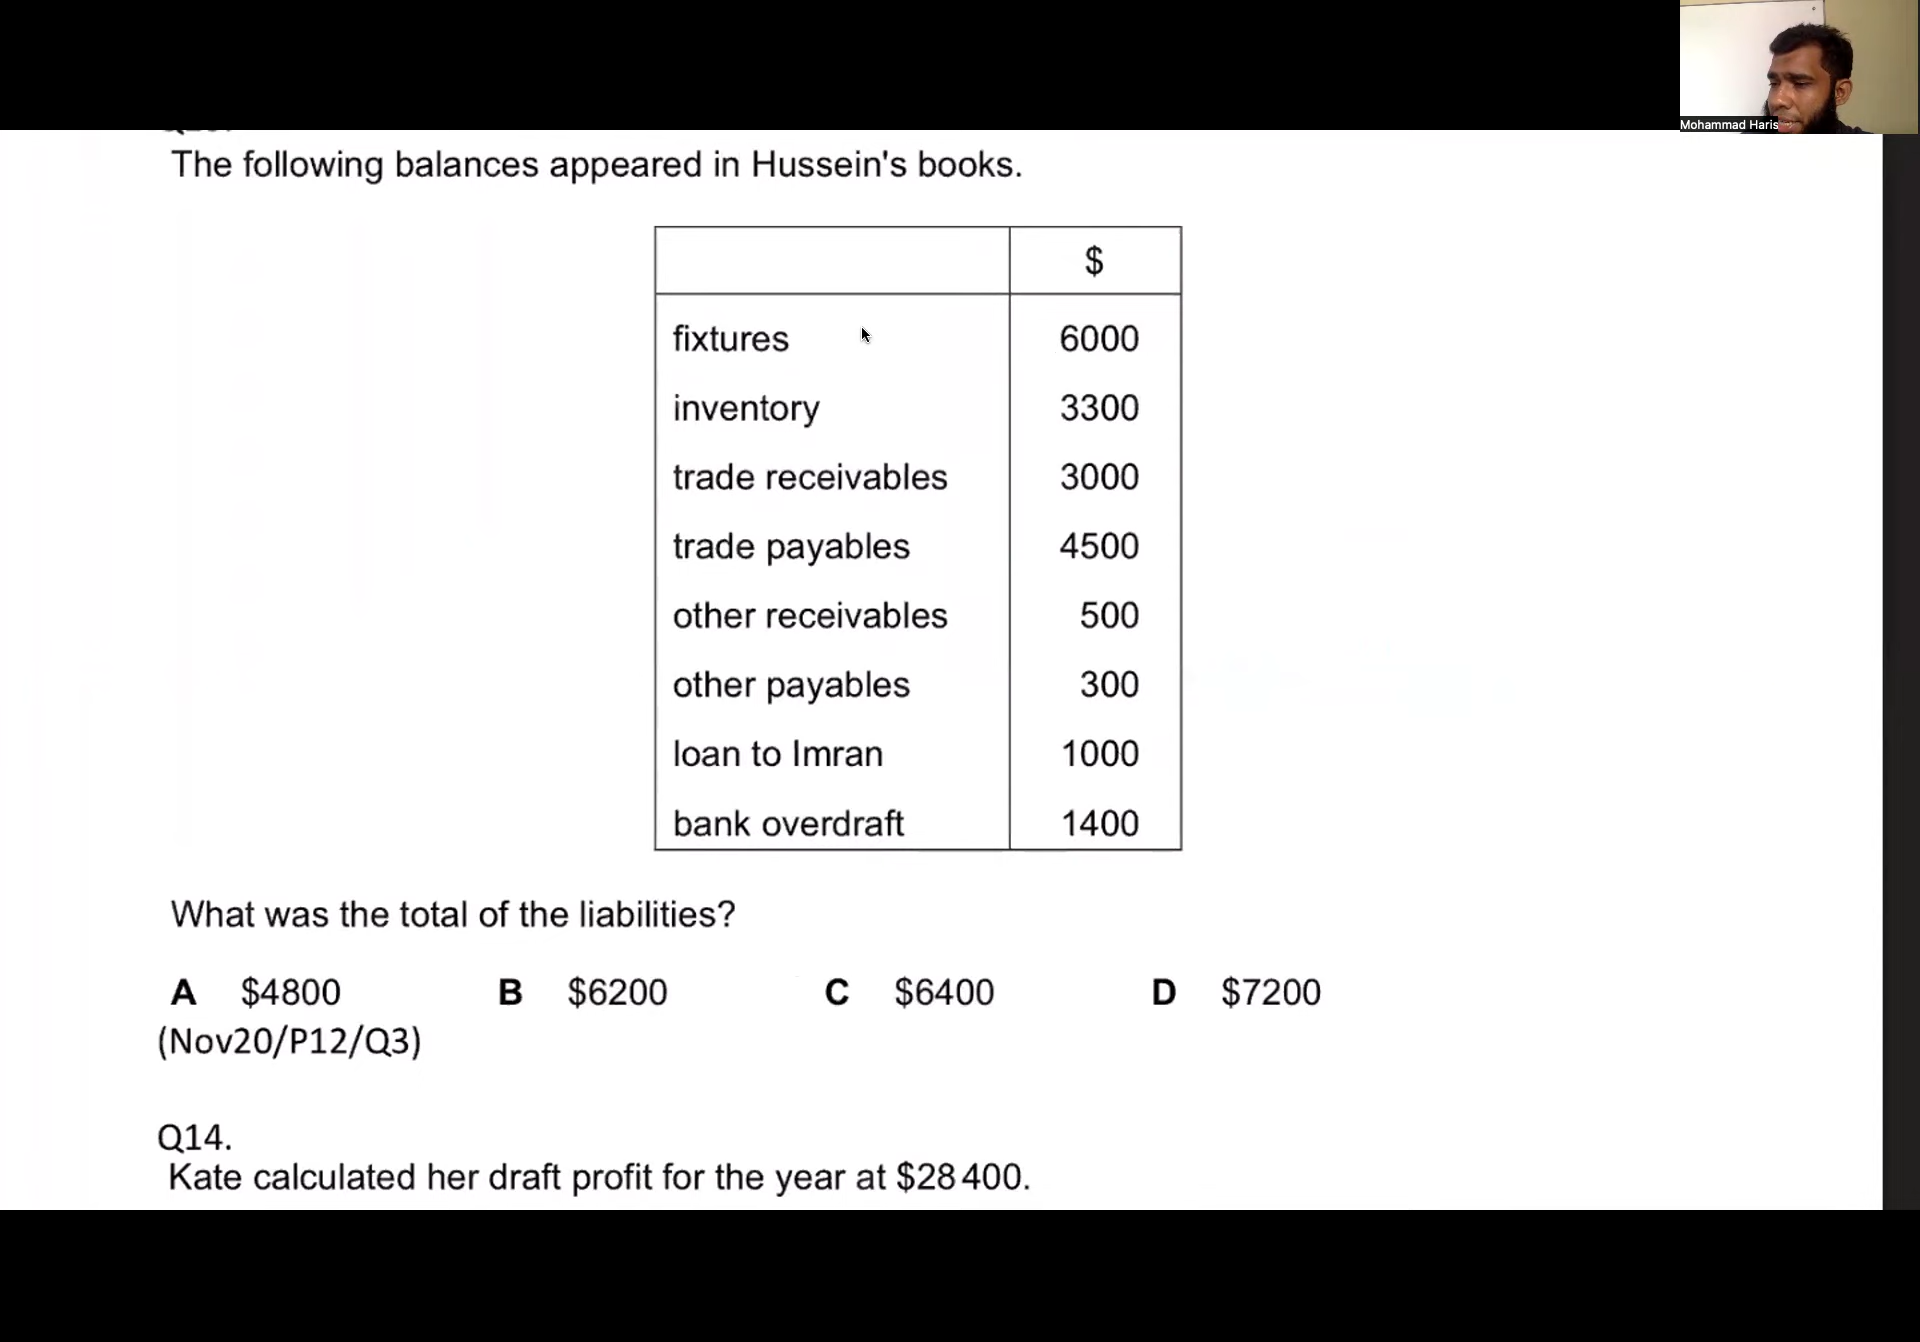 Mohammad Haris
The following balances appeared in Hussein's books.
$
fixtures 6000
inventory 3300
trade receivables 3000
trade payables 4500
other receivables 500
other payables 300
loan to Imran 1000
bank overdraft 1400
What was the total of the liabilities?
A $4800 B $6200 C $6400 D $7200
(Nov20/P12/Q3)
Q14.
Kate calculated her draft profit for the year at $28 400.